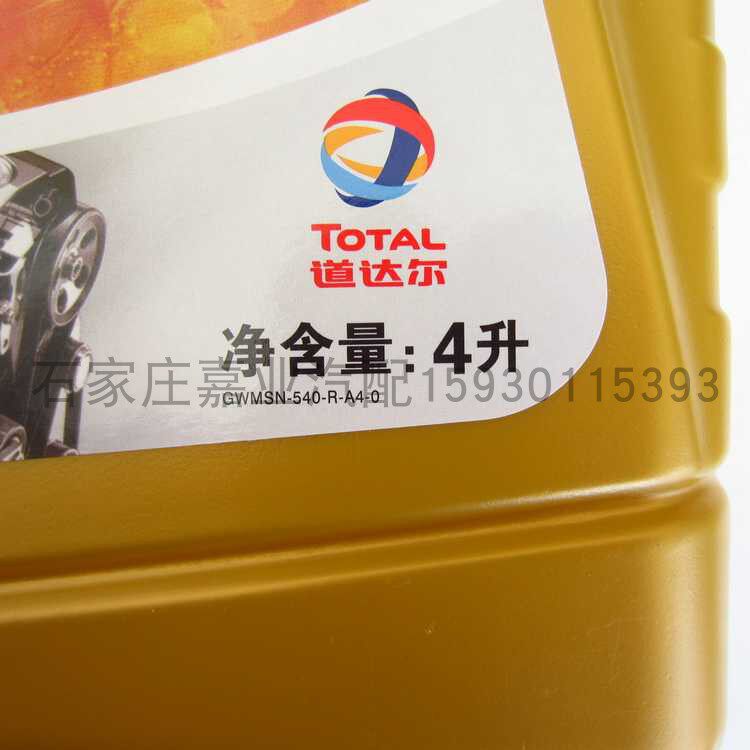 TOTAL
道达尔
净含量:4升
石家庄嘉业汽配15930115393
GWMSN-540-R-A4-0